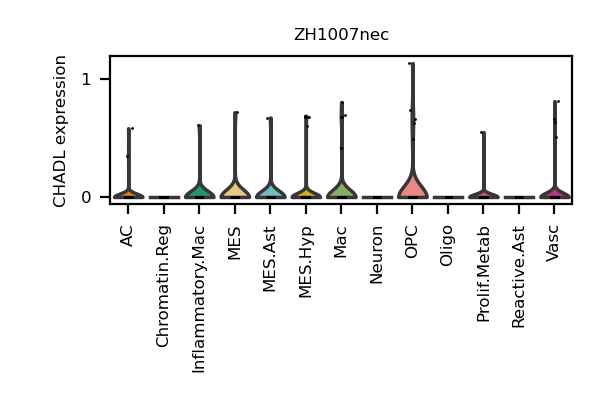 ZH1007nec
CHADL expression
1
0
AC
Chromatin.Reg
Inflammatory.Mac
MES
MES.Ast
MES.Hyp
Mac
Neuron
OPC
Oligo
Prolif.Metab
Reactive.Ast
Vasc